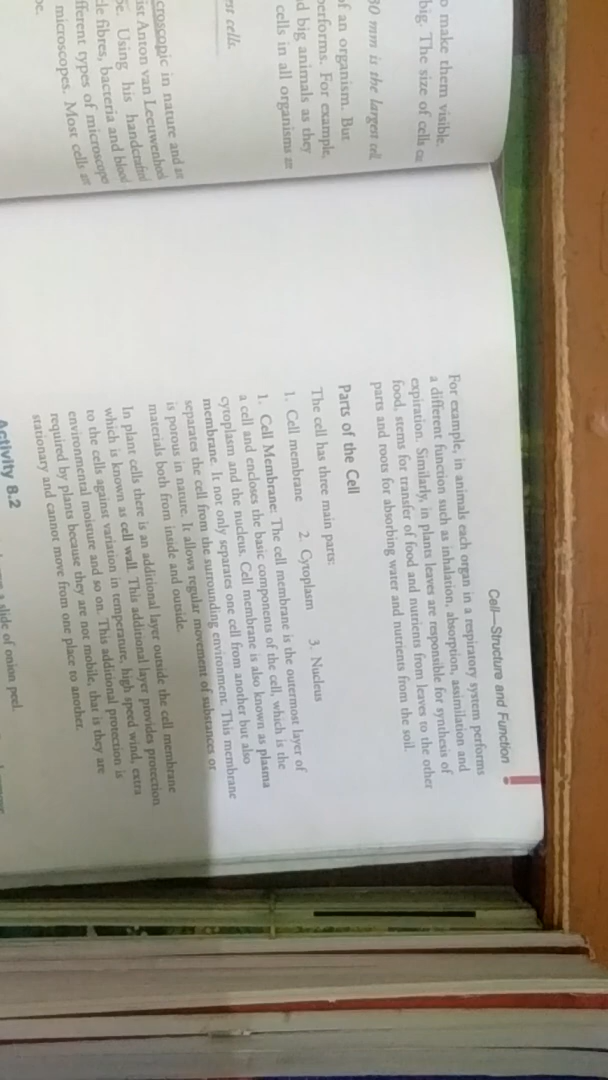 o make them visible.
big. The size of cells ca
30 mm is the largest cell.
of an organism. But
performs. For example,
d big animals as they
cells in all organisms ar
est cells.
croscopic in nature and ar
ist Anton van Leeuwenhoek
pe. Using his handcrafted
le fibres, bacteria and blood
fferent types of microscope
microscopes. Most cells ar
pe.
Cell—Structure and Function
For example, in animals each organ in a respiratory system performs
a different function such as inhalation, absorption, assimilation and
expiration. Similarly, in plants leaves are responsible for synthesis of
food, stems for transfer of food and nutrients from leaves to the other
parts and roots for absorbing water and nutrients from the soil.
Parts of the Cell
The cell has three main parts:
1. Cell membrane 2. Cytoplasm 3. Nucleus
1. Cell Membrane: The cell membrane is the outermost layer of
a cell and encloses the basic components of the cell, which is the
cytoplasm and the nucleus. Cell membrane is also known as plasma
membrane. It not only separates one cell from another but also
separates the cell from the surrounding environment. This membrane
is porous in nature. It allows regular movement of substances or
materials both from inside and outside.
In plant cells there is an additional layer outside the cell membrane
which is known as cell wall. This additional layer provides protection
to the cells against variation in temperature, high speed wind, extra
environmental moisture and so on. This additional protection is
required by plants because they are not mobile, that is they are
stationary and cannot move from one place to another.
Activity 8.2
a slide of onion peel.